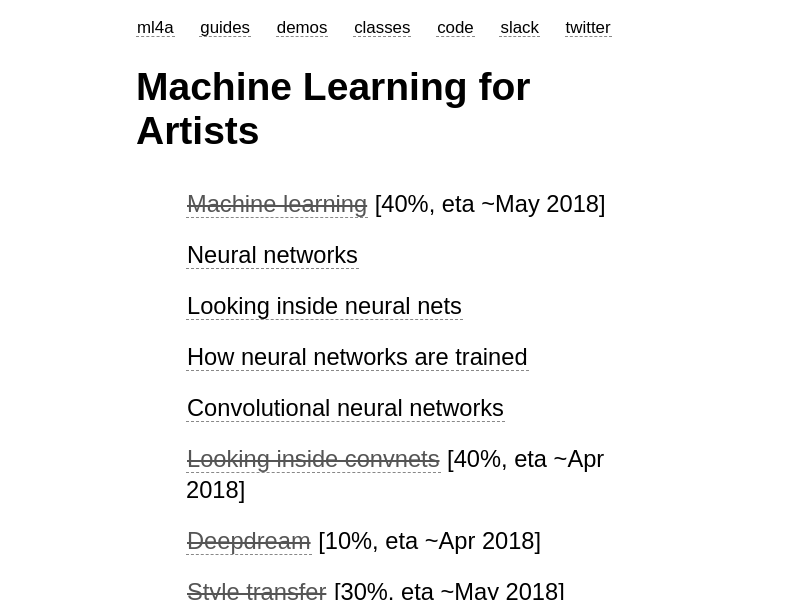 ml4a guides demos classes code slack twitter
Machine Learning for
Artists
Machine learning [40%, eta ~May 2018]
Neural networks
Looking inside neural nets
How neural networks are trained
Convolutional neural networks
Looking inside convnets [40%, eta ~Apr
2018]
Deepdream [10%, eta ~Apr 2018]
Style transfer [30%, eta ~May 2018]